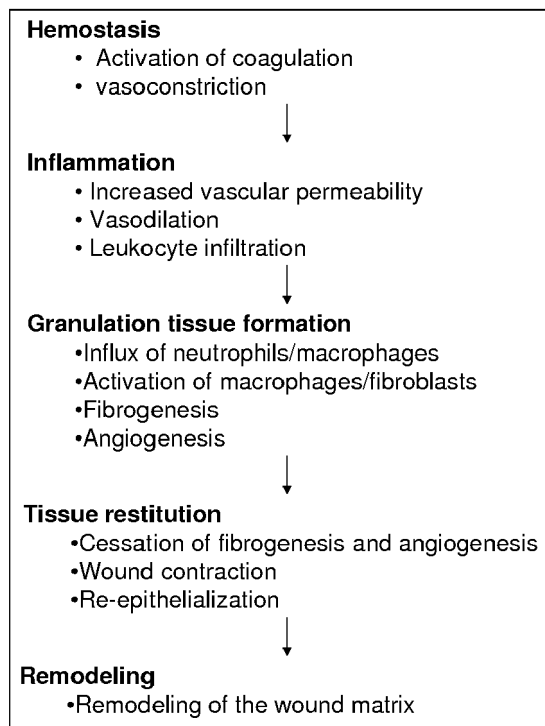 Hemostasis
• Activation of coagulation
• vasoconstriction
Inflammation
• Increased vascular permeability
• Vasodilation
• Leukocyte infiltration
Granulation tissue formation
•Influx of neutrophils/macrophages
•Activation of macrophages/fibroblasts
•Fibrogenesis
•Angiogenesis
Tissue restitution
•Cessation of fibrogenesis and angiogenesis
•Wound contraction
•Re-epithelialization
Remodeling
•Remodeling of the wound matrix